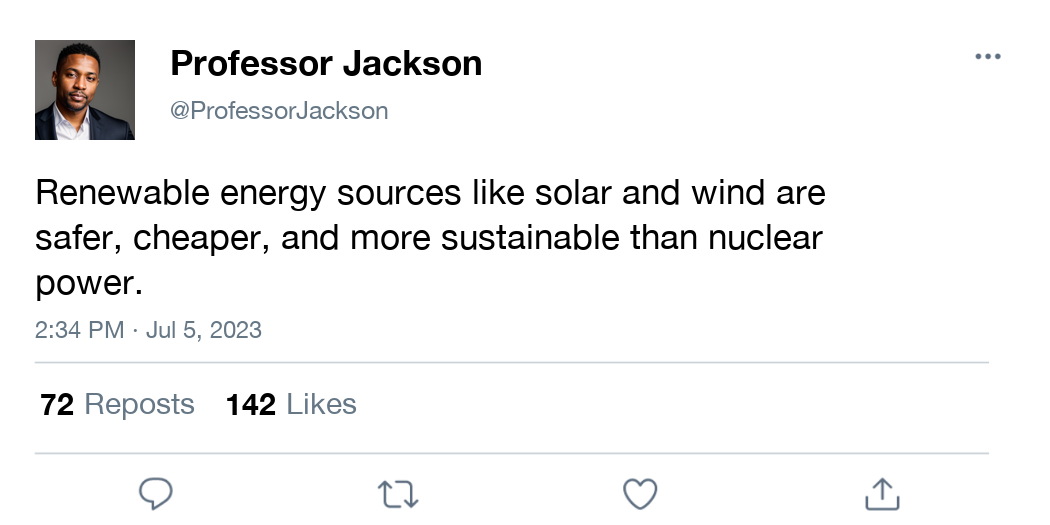 Professor Jackson
@ProfessorJackson
Renewable energy sources like solar and wind are
safer, cheaper, and more sustainable than nuclear
power.
2:34 PM · Jul 5, 2023
72 Reposts 142 Likes